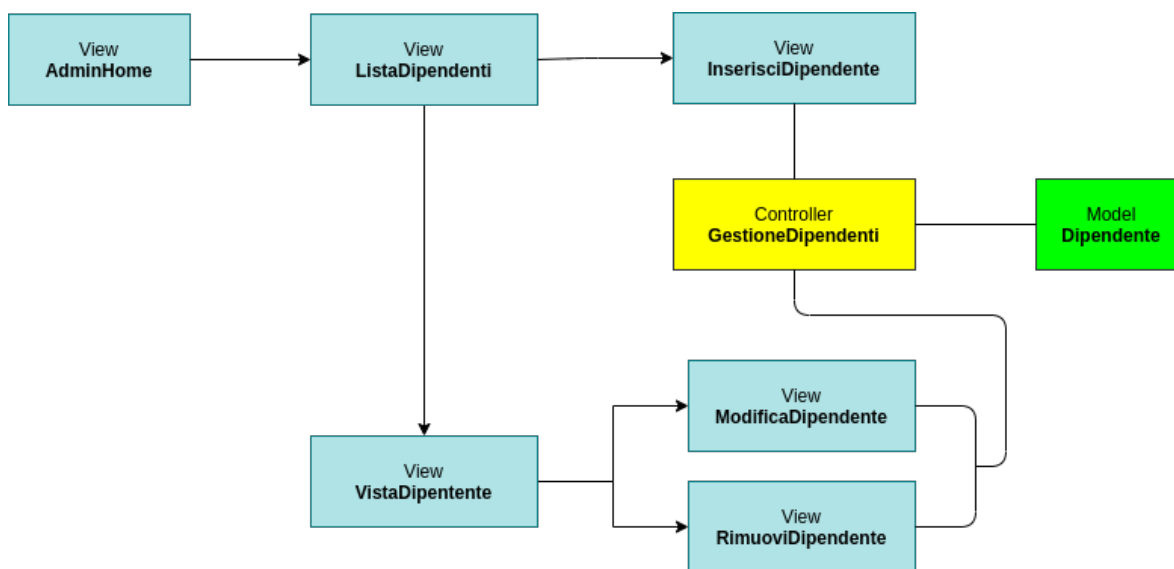 View
AdminHome
View
ListaDipendenti
View
InserisciDipendente
Controller
GestioneDipendenti
Model
Dipendente
View
ModificaDipendente
View
VistaDipentente
View
RimuoviDipendente